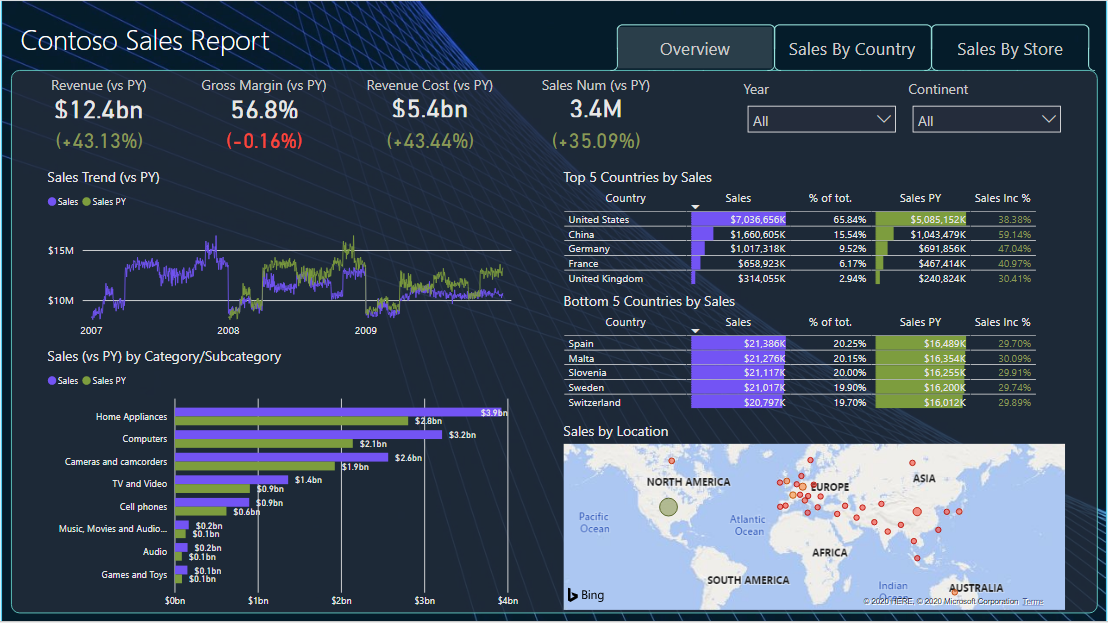 Contoso Sales Report
Overview
Sales By Country
Sales By Store
Revenue (vs PY)
$12.4bn
(+43.13%)
Gross Margin (vs PY)
56.8%
(-0.16%)
Revenue Cost (vs PY)
$5.4bn
(+43.44%)
Sales Num (vs PY)
3.4M
(+35.09%)
Year
All
Continent
All
Sales Trend (vs PY)
Sales Sales PY
$15M
$10M
2007 2008 2009
Sales (vs PY) by Category/Subcategory
Sales Sales PY
Home Appliances $3.9bn
$2.8bn
Computers $3.2bn
$2.1bn
Cameras and camcorders $2.6bn
$1.9bn
TV and Video $1.4bn
$0.9bn
Cell phones $0.9bn
$0.6bn
Music, Movies and Audio... $0.2bn
$0.1bn
Audio $0.2bn
$0.1bn
Games and Toys $0.1bn
$0.1bn
$0bn $1bn $2bn $3bn $4bn
Top 5 Countries by Sales
Country Sales % of tot. Sales PY Sales Inc %
United States $7,036,656K 65.84% $5,085,152K 38.38%
China $1,660,605K 15.54% $1,043,479K 59.14%
Germany $1,017,318K 9.52% $691,856K 47.04%
France $658,923K 6.17% $467,414K 40.97%
United Kingdom $314,055K 2.94% $240,824K 30.41%
Bottom 5 Countries by Sales
Country Sales % of tot. Sales PY Sales Inc %
Spain $21,386K 20.25% $16,489K 29.70%
Malta $21,276K 20.15% $16,354K 30.09%
Slovenia $21,117K 20.00% $16,255K 29.91%
Sweden $21,017K 19.90% $16,200K 29.74%
Switzerland $20,797K 19.70% $16,012K 29.89%
Sales by Location
NORTH AMERICA
EUROPE
ASIA
Pacific
Ocean
Atlantic
Ocean
AFRICA
SOUTH AMERICA
Indian
Ocean
AUSTRALIA
Bing
© 2020 HERE, © 2020 Microsoft Corporation Terms